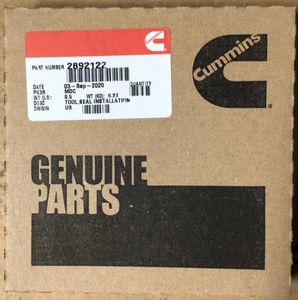 PART NUMBER 2892122
DATE 03-Sep-2020 QUANTITY
PKGR MDC
WT (LB): 0.5 WT (KG): 0.23
DESC TOOL,SEAL INSTALLATION
ORIGIN US
Cummins
GENUINE
PARTS